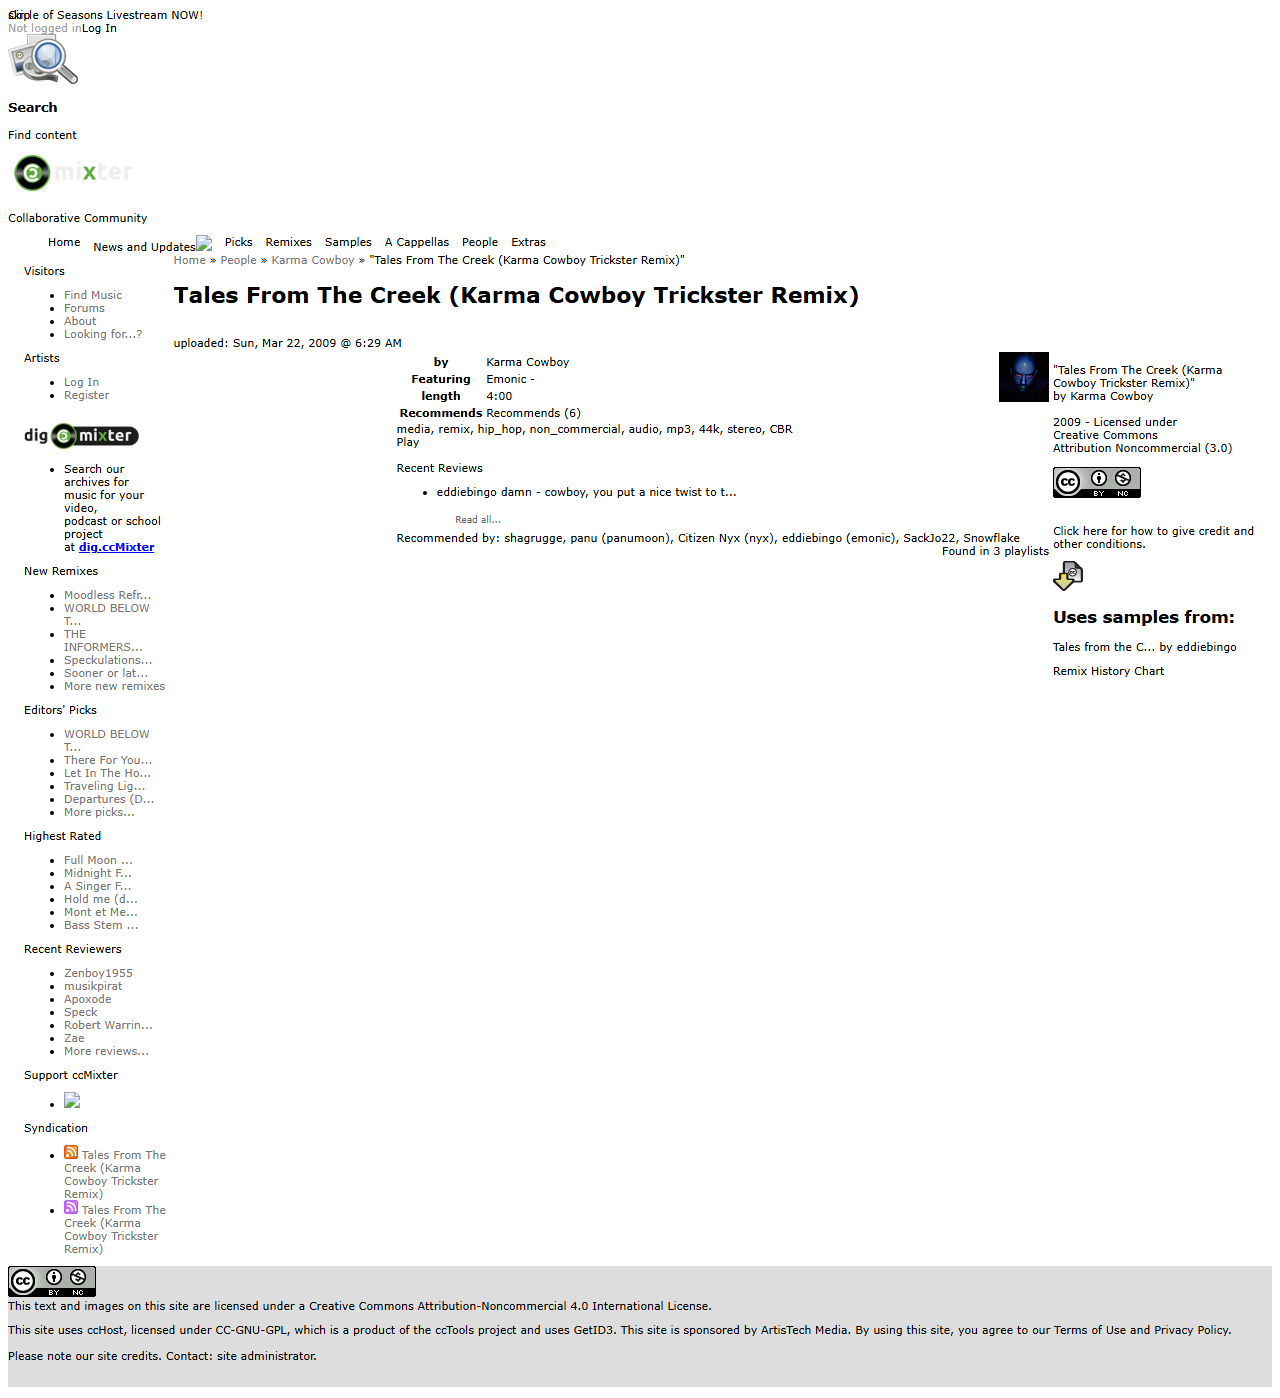 skip
Circle of Seasons Livestream NOW!
Not logged inLog In
Search
Find content
mixter
Collaborative Community
Home News and Updates Picks Remixes Samples A Cappellas People Extras
Home » People » Karma Cowboy » "Tales From The Creek (Karma Cowboy Trickster Remix)"
Visitors
Find Music
Forums
About
Looking for...?
Artists
Log In
Register
dig mixter
Search our
archives for
music for your
video,
podcast or school
project
at dig.ccMixter
New Remixes
Moodless Refr...
WORLD BELOW
T...
THE
INFORMERS...
Speckulations...
Sooner or lat...
More new remixes
Editors' Picks
WORLD BELOW
T...
There For You...
Let In The Ho...
Traveling Lig...
Departures (D...
More picks...
Highest Rated
Full Moon ...
Midnight F...
A Singer F...
Hold me (d...
Mont et Me...
Bass Stem ...
Recent Reviewers
Zenboy1955
musikpirat
Apoxode
Speck
Robert Warrin...
Zae
More reviews...
Support ccMixter
Syndication
Tales From The
Creek (Karma
Cowboy Trickster
Remix)
Tales From The
Creek (Karma
Cowboy Trickster
Remix)
Tales From The Creek (Karma Cowboy Trickster Remix)
uploaded: Sun, Mar 22, 2009 @ 6:29 AM
by Karma Cowboy
Featuring Emonic -
length 4:00
Recommends Recommends (6)
media, remix, hip_hop, non_commercial, audio, mp3, 44k, stereo, CBR
Play
Recent Reviews
eddiebingo damn - cowboy, you put a nice twist to t...
Read all...
Recommended by: shagrugge, panu (panumoon), Citizen Nyx (nyx), eddiebingo (emonic), SackJo22, Snowflake
Found in 3 playlists
"Tales From The Creek (Karma
Cowboy Trickster Remix)"
by Karma Cowboy
2009 - Licensed under
Creative Commons
Attribution Noncommercial (3.0)
cc BY NC
Click here for how to give credit and
other conditions.
Uses samples from:
Tales from the C... by eddiebingo
Remix History Chart
cc BY NC
This text and images on this site are licensed under a Creative Commons Attribution-Noncommercial 4.0 International License.
This site uses ccHost, licensed under CC-GNU-GPL, which is a product of the ccTools project and uses GetID3. This site is sponsored by ArtisTech Media. By using this site, you agree to our Terms of Use and Privacy Policy.
Please note our site credits. Contact: site administrator.